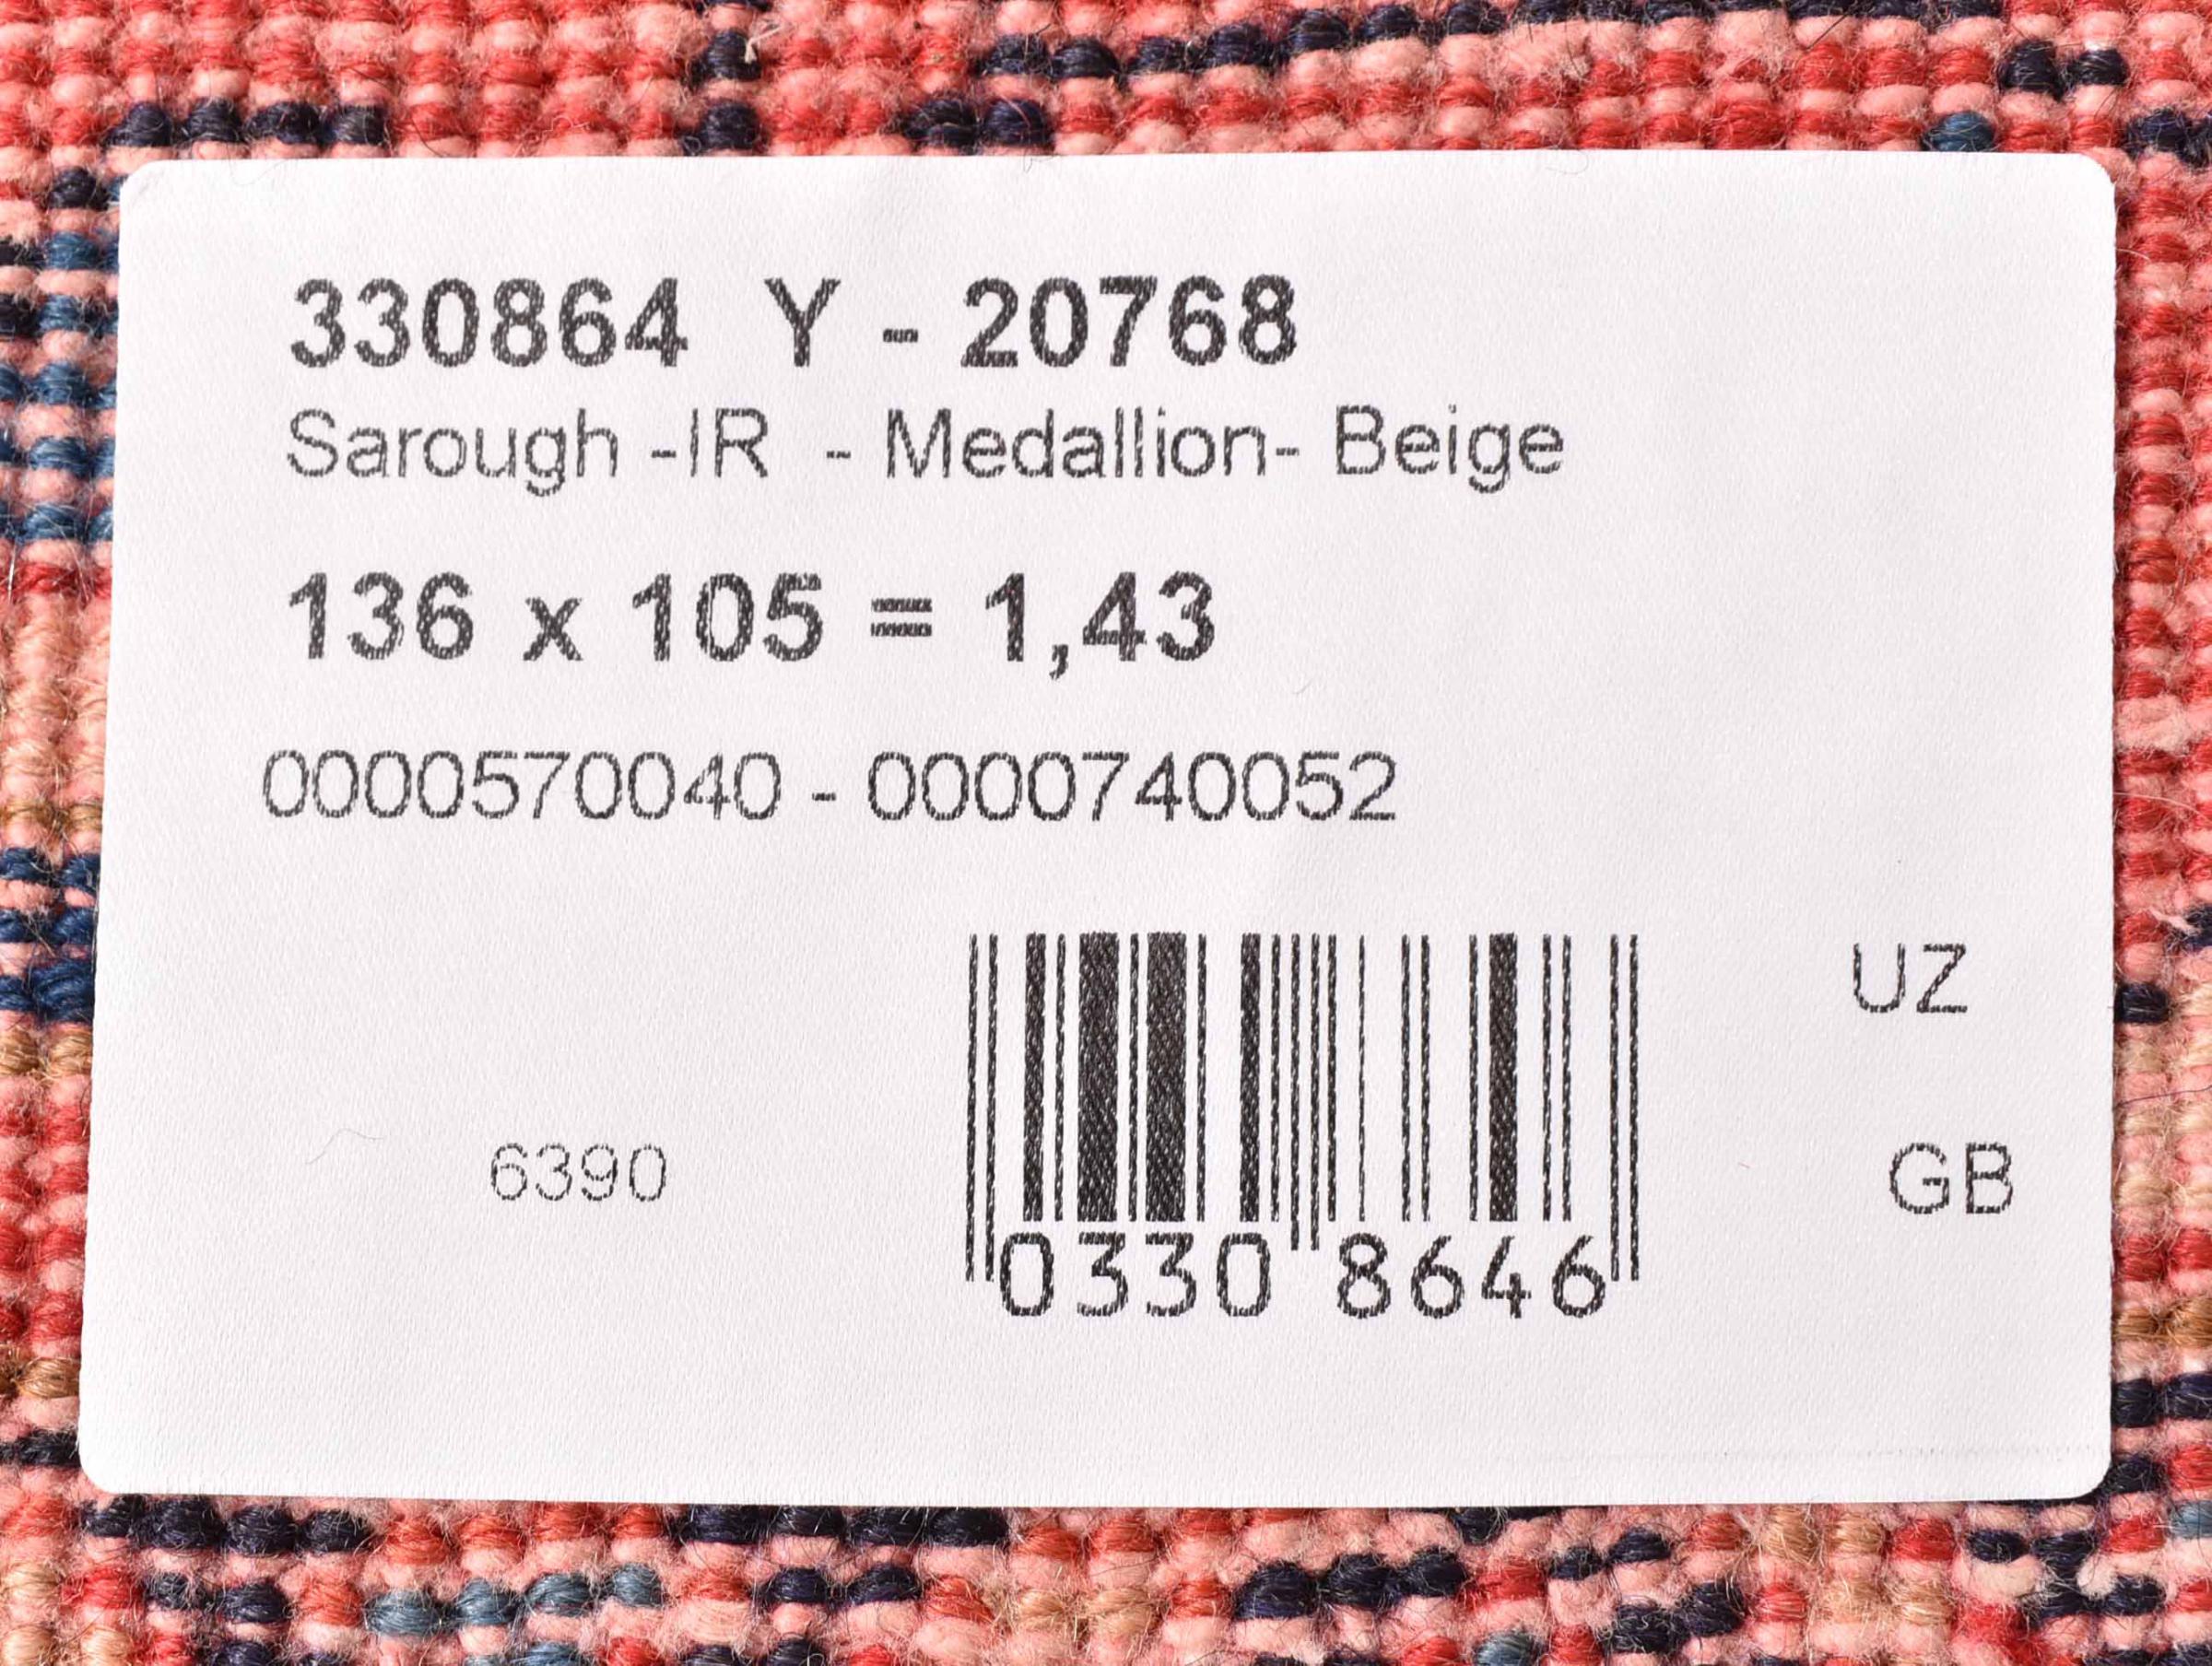 330864 Y - 20768
Sarough -IR - Medallion- Beige
136 x 105 = 1,43
0000570040 - 0000740052
UZ
6390
GB
0330 8646